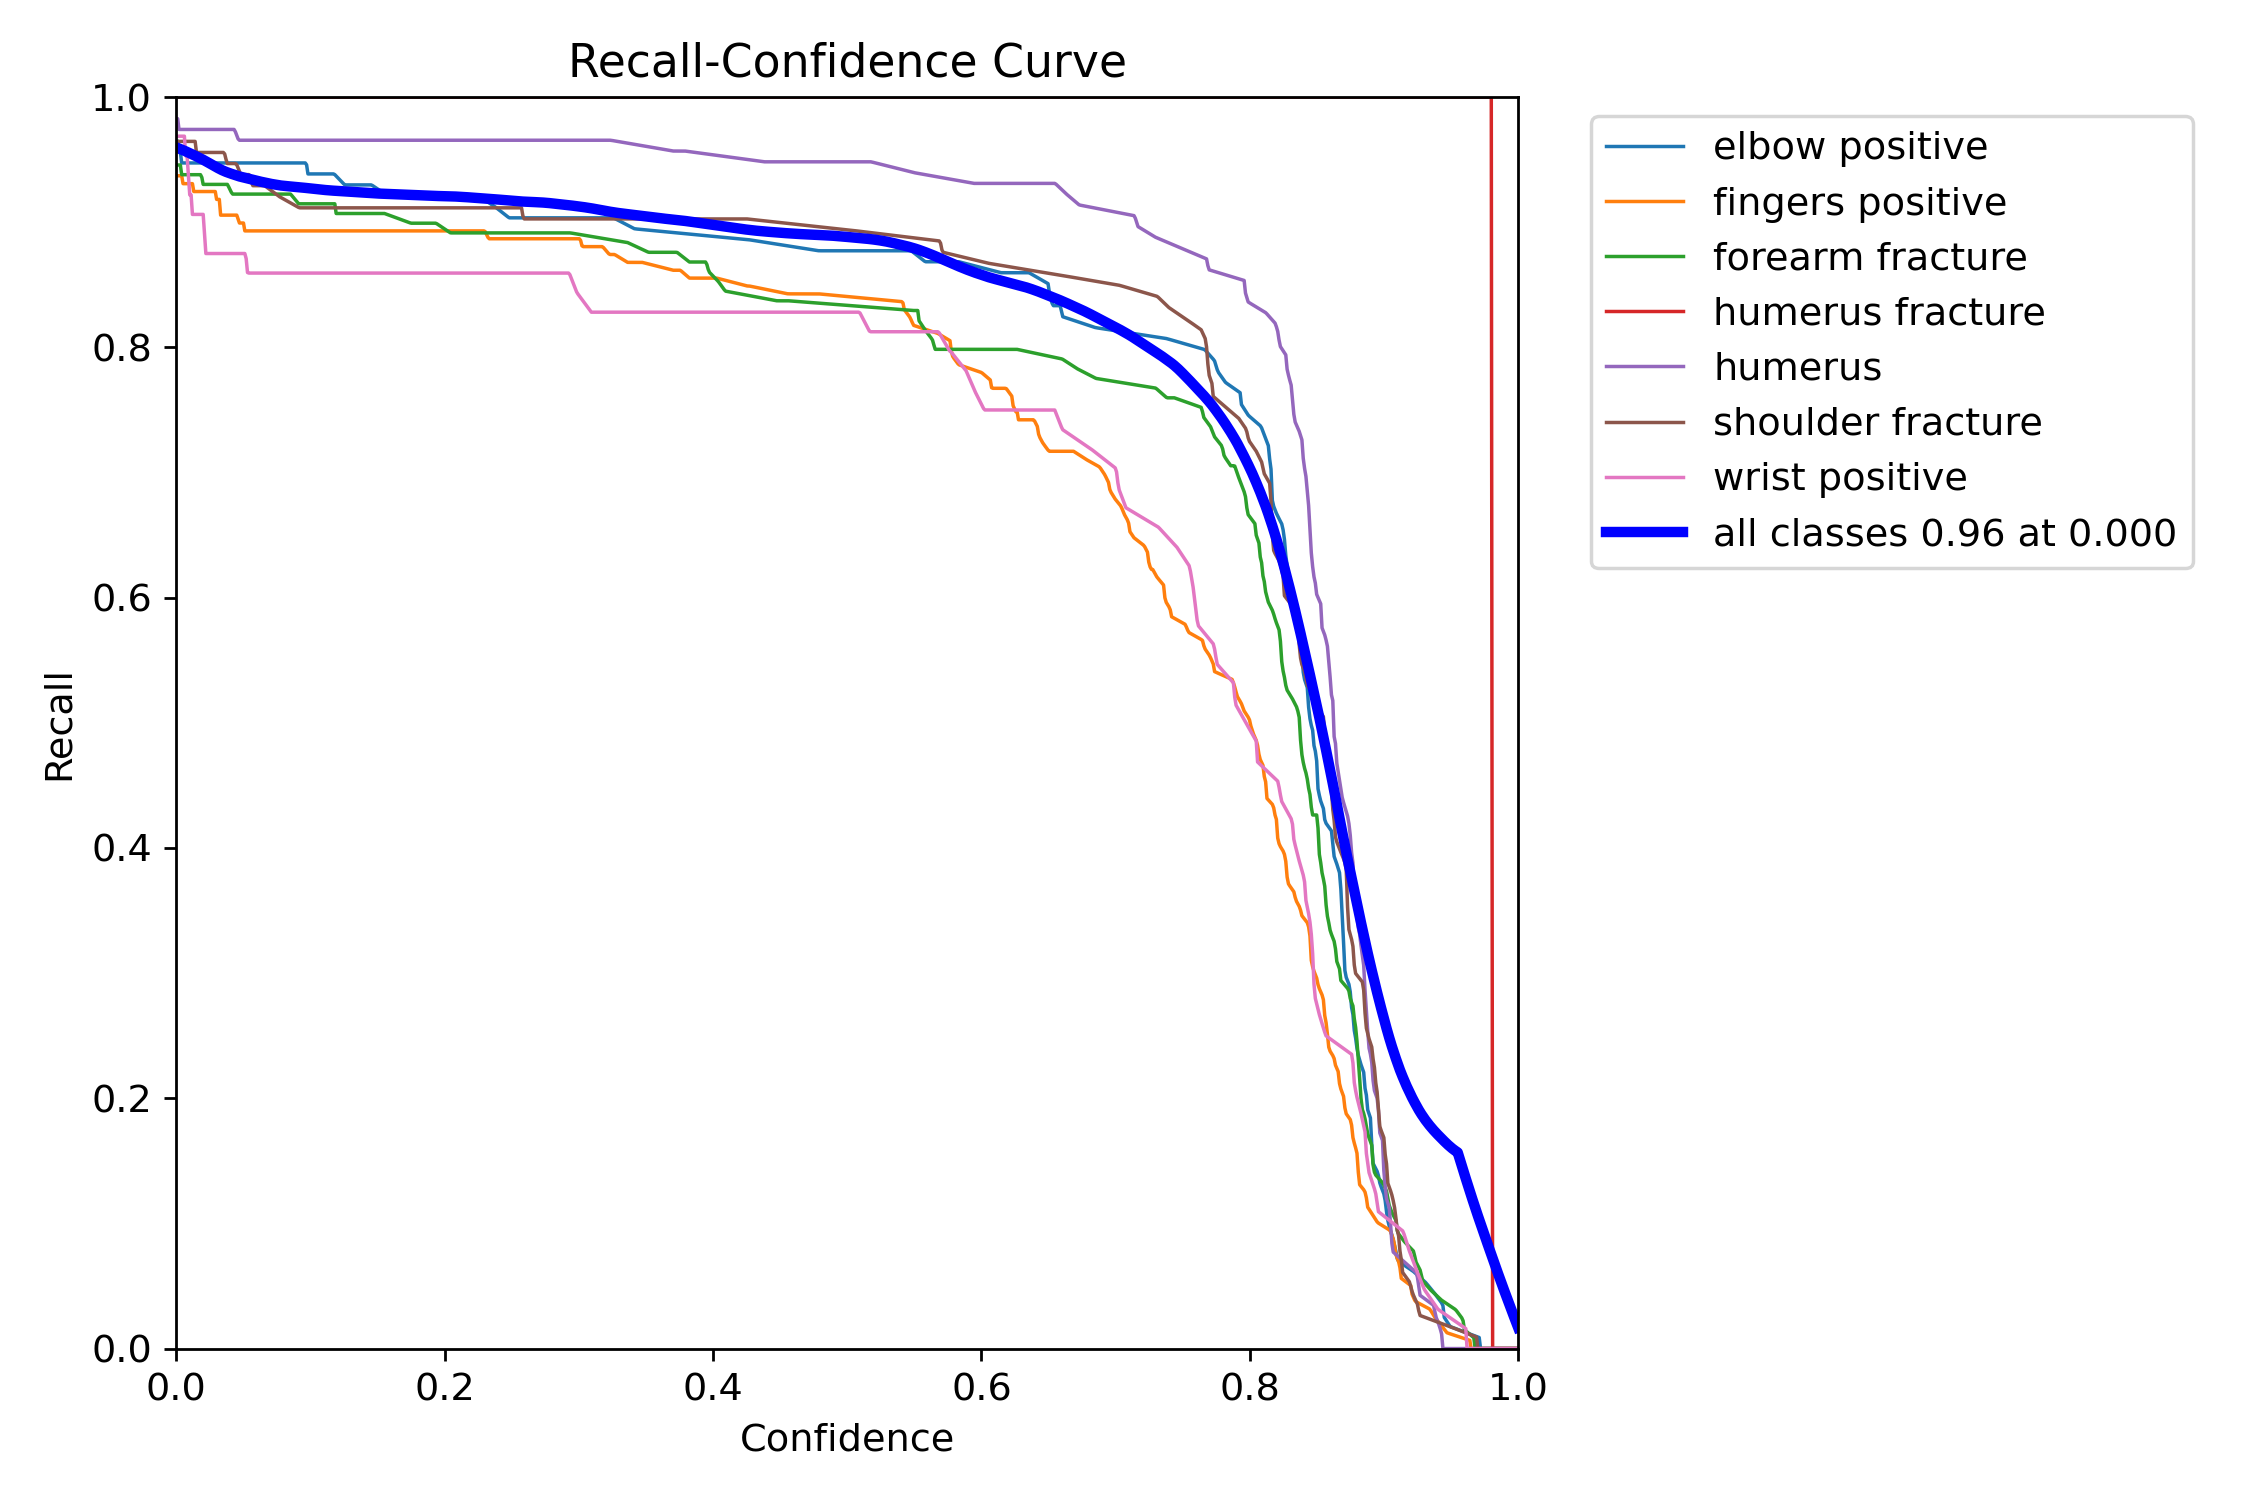 Recall-Confidence Curve
1.0
0.8
0.6
0.4
0.2
0.0
Recall
0.0 0.2 0.4 0.6 0.8 1.0
Confidence
elbow positive
fingers positive
forearm fracture
humerus fracture
humerus
shoulder fracture
wrist positive
all classes 0.96 at 0.000